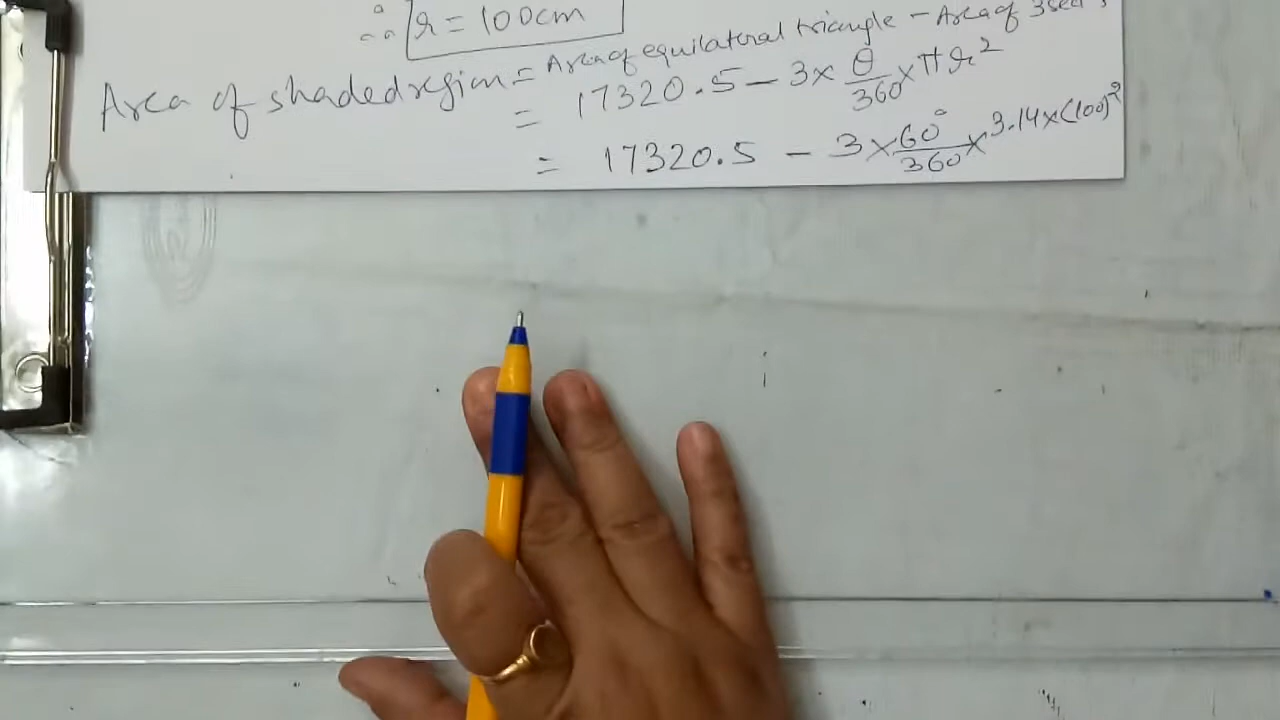 ∴ r = 100cm
Area of shaded region = Area of equilateral triangle - Area of 3
= 17320.5 - 3 × θ/360 × πr²
= 17320.5 - 3 × 60°/360 × 3.14 × (100)²